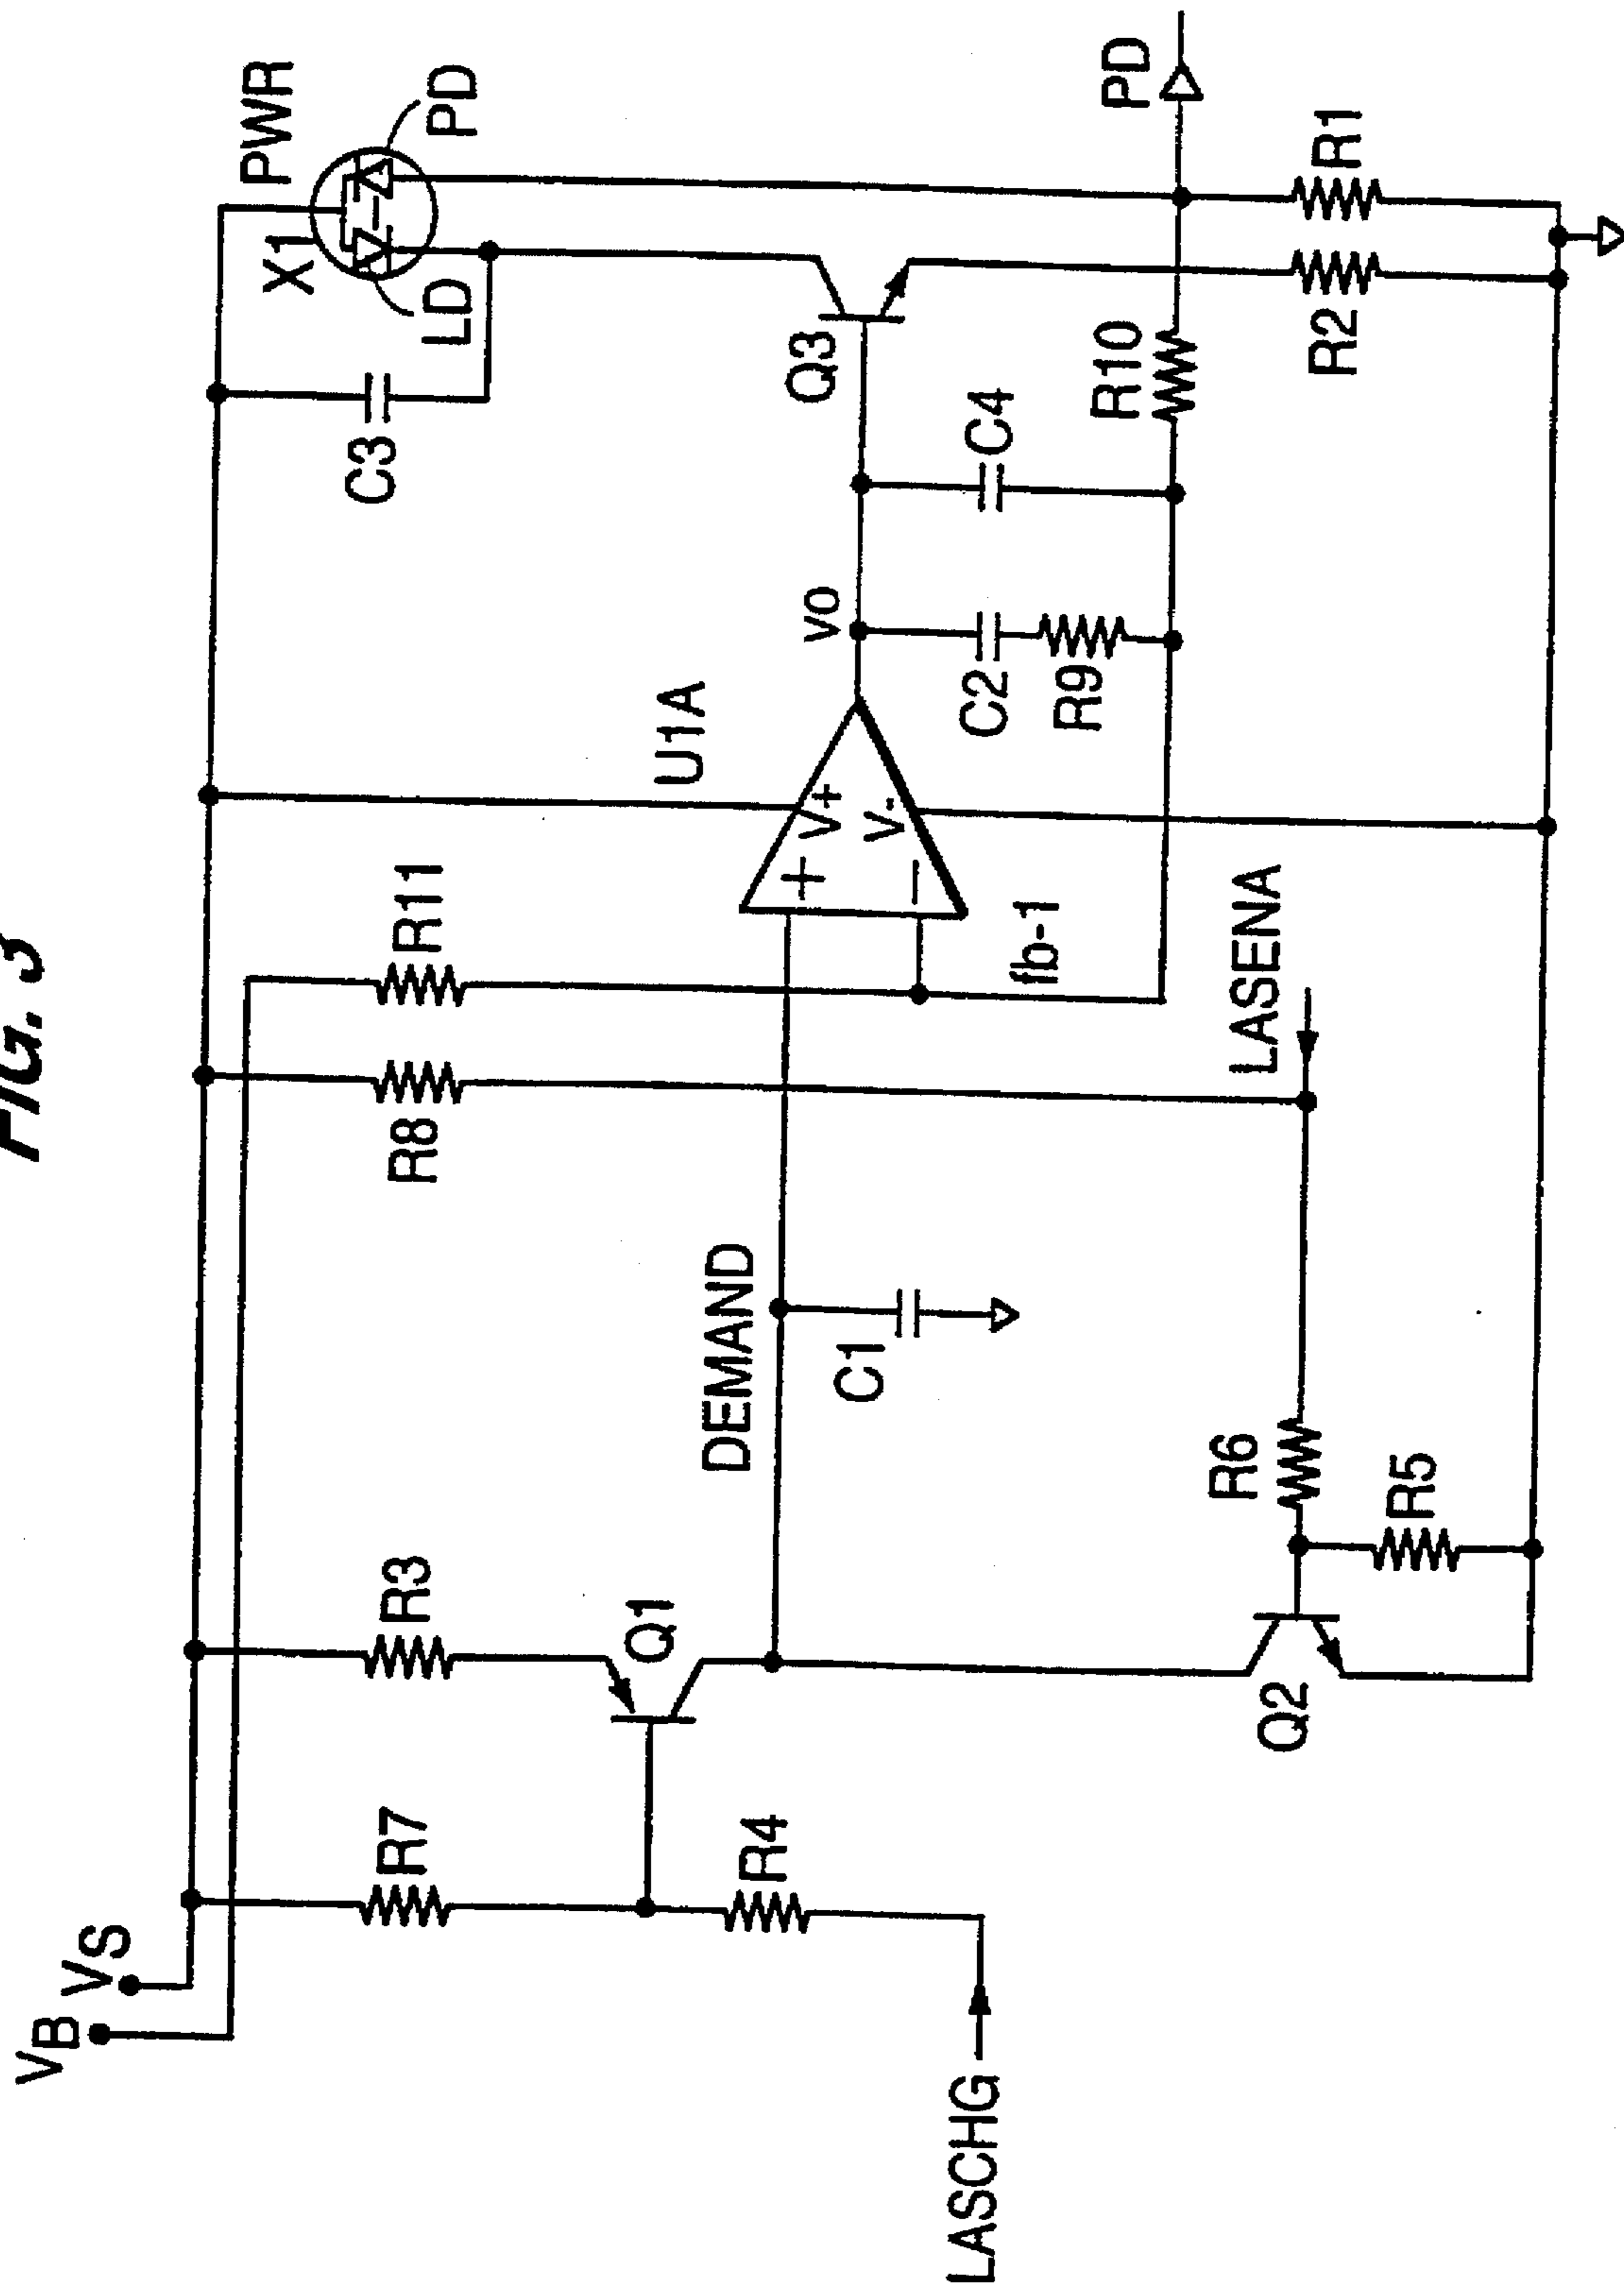 FIG. 3
VB
VS
R7
R3
R8
R11
C3
X1
PWR
LD
PD
Q1
R4
DEMAND
C1
U1A
+
V+
V-
−
vo
fb-1
C2
R9
C4
Q3
R10
PD
LASCHG
Q2
R6
R5
LASENA
R2
R1